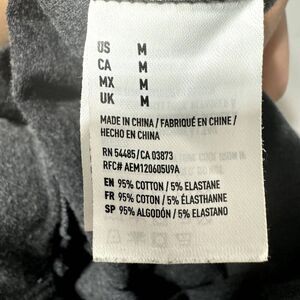 US M
CA M
MX M
UK M
MADE IN CHINA / FABRIQUÉ EN CHINE /
HECHO EN CHINA
RN 54485/CA 03873
RFC# AEM120605U9A
EN 95% COTTON / 5% ELASTANE
FR 95% COTON / 5% ÉLASTHANNE
SP 95% ALGODÓN / 5% ELASTANO